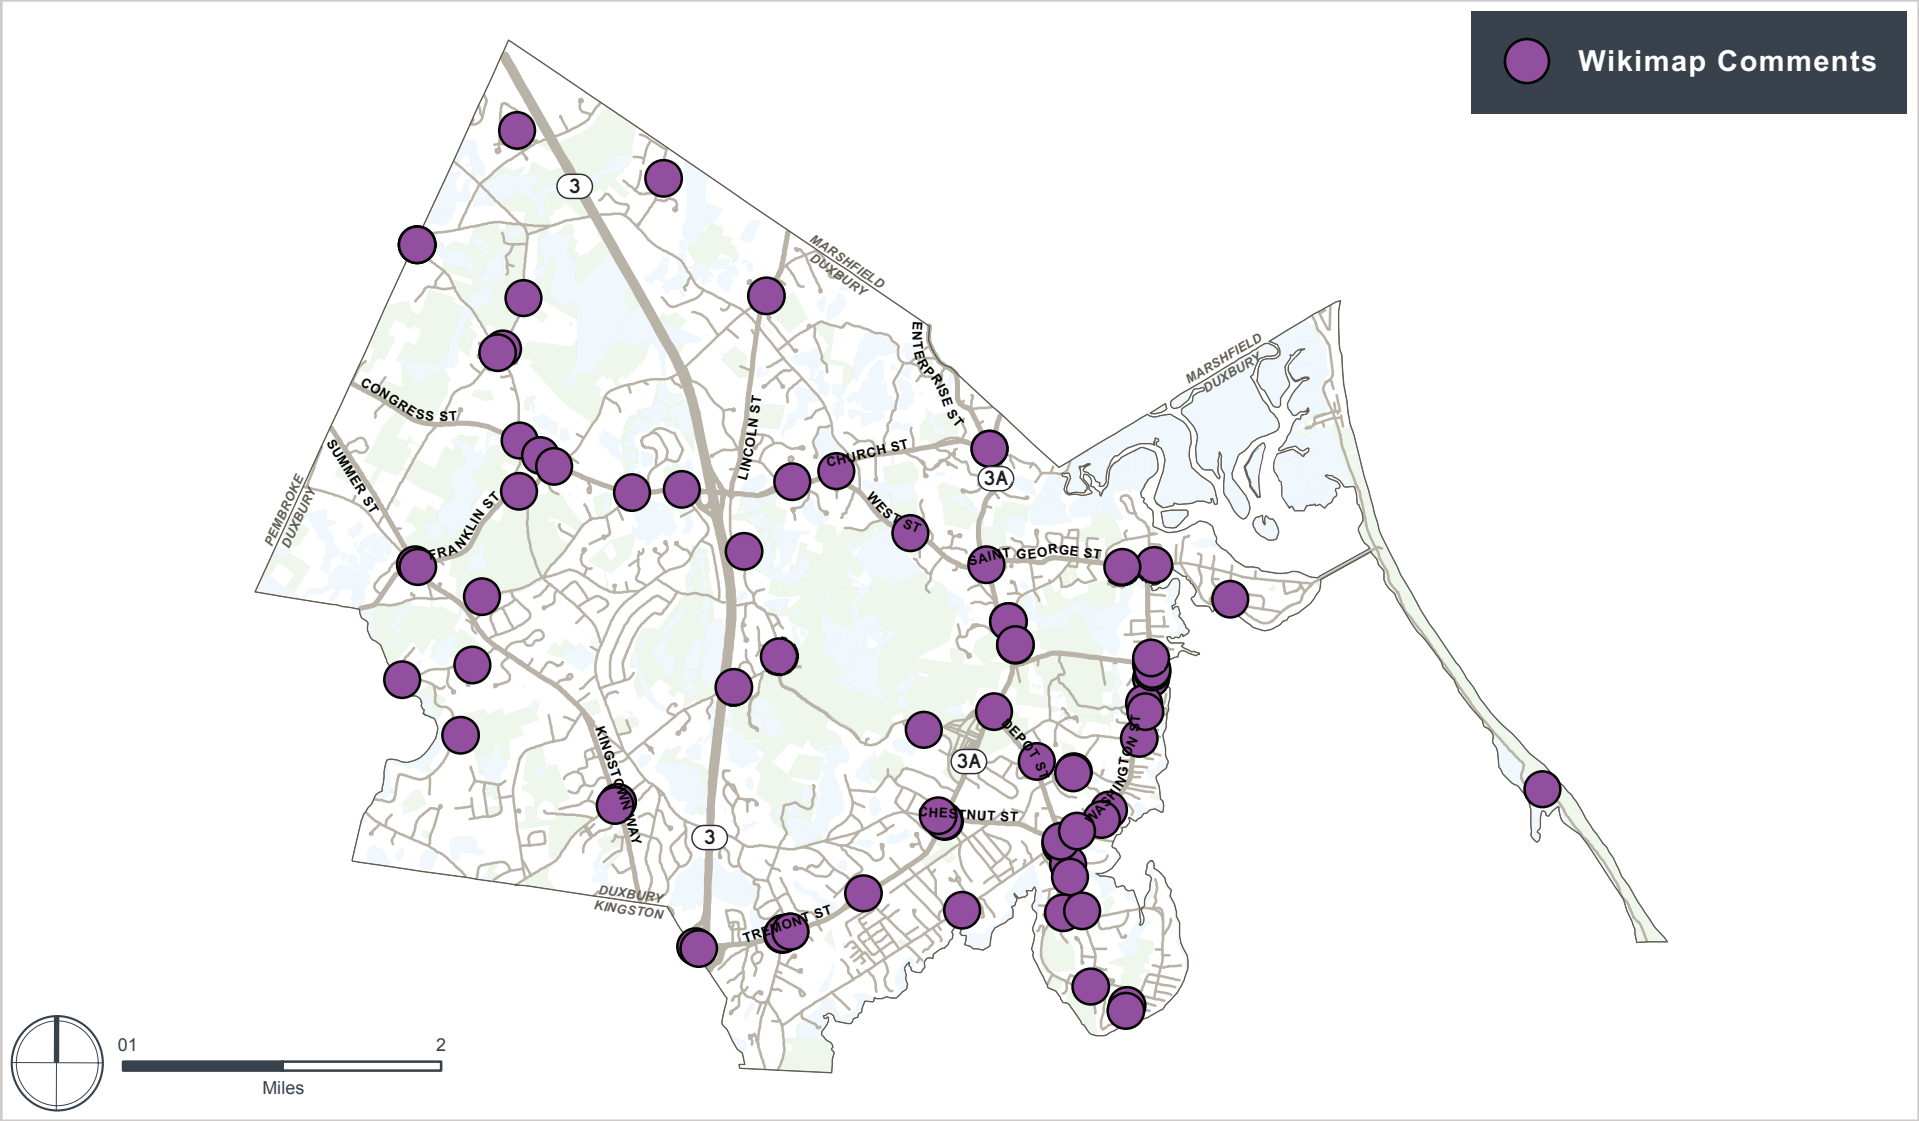 Wikimap Comments
3
MARSHFIELD
DUXBURY
ENTERPRISE ST
MARSHFIELD
DUXBURY
CONGRESS ST
LINCOLN ST
SUMMER ST
CHURCH ST
3A
PEMBROKE
DUXBURY
FRANKLIN ST
WEST ST
SAINT GEORGE ST
KINGSTOWN WAY
DEPOT ST
WASHINGTON ST
3A
CHESTNUT ST
3
DUXBURY
KINGSTON
TREMONT ST
01 2
Miles